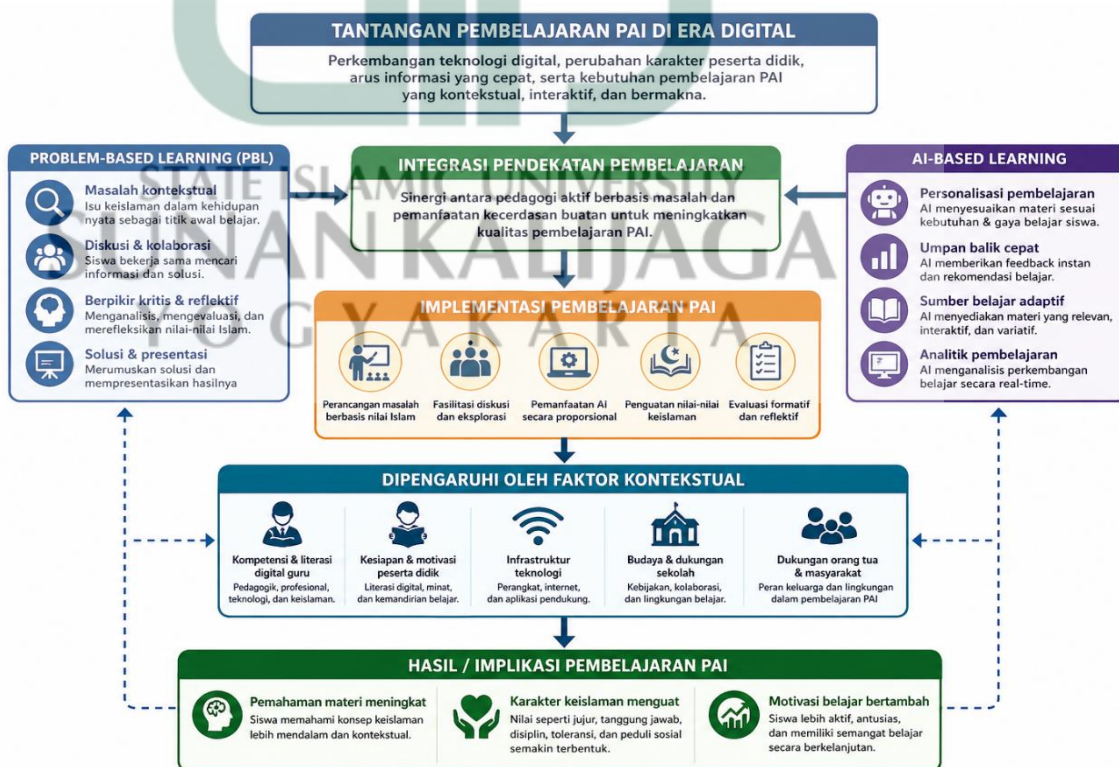 TANTANGAN PEMBELAJARAN PAI DI ERA DIGITAL
Perkembangan teknologi digital, perubahan karakter peserta didik,
arus informasi yang cepat, serta kebutuhan pembelajaran PAI
yang kontekstual, interaktif, dan bermakna.
PROBLEM-BASED LEARNING (PBL)
Masalah kontekstual
Isu keislaman dalam kehidupan
nyata sebagai titik awal belajar.
Diskusi & kolaborasi
Siswa bekerja sama mencari
informasi dan solusi.
Berpikir kritis & reflektif
Menganalisis, mengevaluasi, dan
merefleksikan nilai-nilai Islam.
Solusi & presentasi
Merumuskan solusi dan
mempresentasikan hasilnya
INTEGRASI PENDEKATAN PEMBELAJARAN
Sinergi antara pedagogi aktif berbasis masalah dan
pemanfaatan kecerdasan buatan untuk meningkatkan
kualitas pembelajaran PAI.
AI-BASED LEARNING
Personalisasi pembelajaran
AI menyesuaikan materi sesuai
kebutuhan & gaya belajar siswa.
Umpan balik cepat
AI memberikan feedback instan
dan rekomendasi belajar.
Sumber belajar adaptif
AI menyediakan materi yang relevan,
interaktif, dan variatif.
Analitik pembelajaran
AI menganalisis perkembangan
belajar secara real-time.
STATE ISLAMIC UNIVERSITY
SUNAN KALIJAGA
YOGYAKARTA
IMPLEMENTASI PEMBELAJARAN PAI
Perancangan masalah
berbasis nilai Islam
Fasilitasi diskusi
dan eksplorasi
Pemanfaatan AI
secara proporsional
Penguatan nilai-nilai
keislaman
Evaluasi formatif
dan reflektif
DIPENGARUHI OLEH FAKTOR KONTEKSTUAL
Kompetensi & literasi
digital guru
Pedagogik, profesional,
teknologi, dan keislaman.
Kesiapan & motivasi
peserta didik
Literasi digital, minat,
dan kemandirian belajar.
Infrastruktur
teknologi
Perangkat, internet,
dan aplikasi pendukung.
Budaya & dukungan
sekolah
Kebijakan, kolaborasi,
dan lingkungan belajar.
Dukungan orang tua
& masyarakat
Peran keluarga dan lingkungan
dalam pembelajaran PAI
HASIL / IMPLIKASI PEMBELAJARAN PAI
Pemahaman materi meningkat
Siswa memahami konsep keislaman
lebih mendalam dan kontekstual.
Karakter keislaman menguat
Nilai seperti jujur, tanggung jawab,
disiplin, toleransi, dan peduli sosial
semakin terbentuk.
Motivasi belajar bertambah
Siswa lebih aktif, antusias,
dan memiliki semangat belajar
secara berkelanjutan.